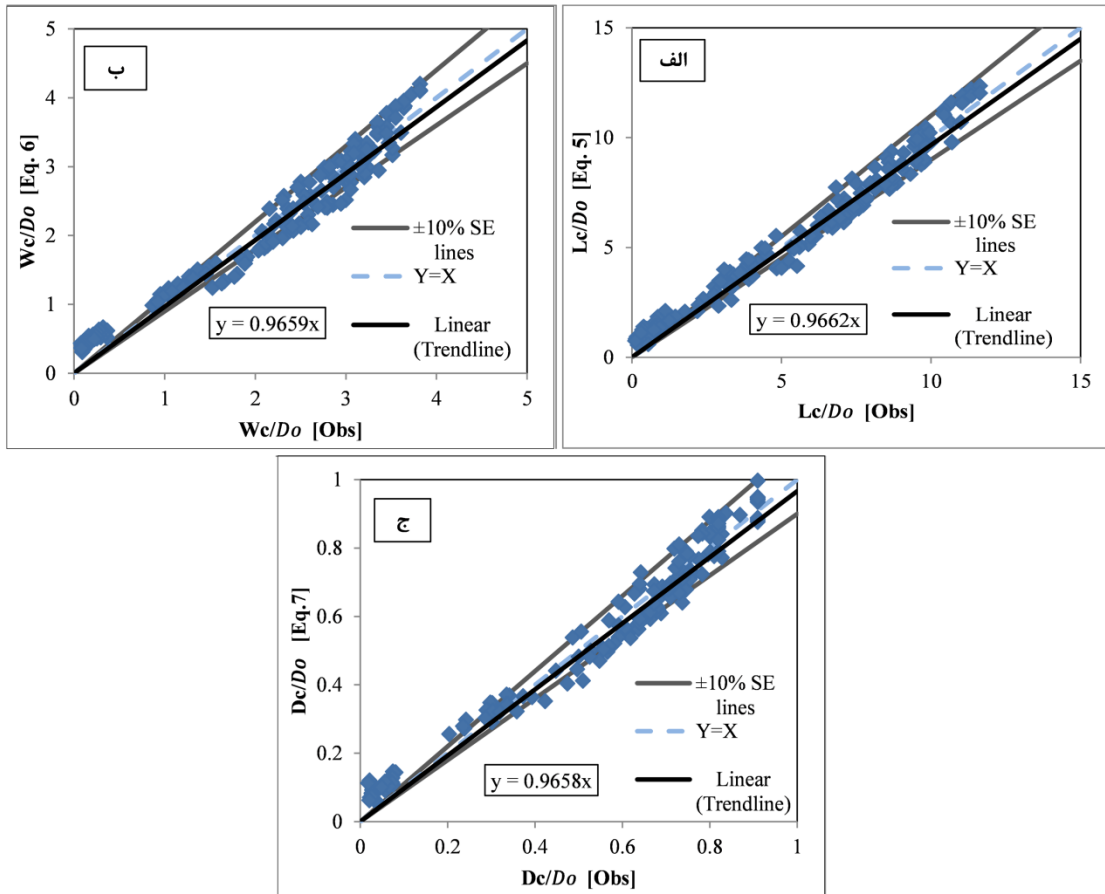 ب
Wc/Do [Eq. 6]
5
4
3
2
1
0
0 1 2 3 4 5
Wc/Do [Obs]
±10% SE
lines
Y=X
Linear
(Trendline)
y = 0.9659x
الف
Lc/Do [Eq. 5]
15
10
5
0
0 5 10 15
Lc/Do [Obs]
±10% SE
lines
Y=X
Linear
(Trendline)
y = 0.9662x
ج
Dc/Do [Eq.7]
1
0.8
0.6
0.4
0.2
0
0 0.2 0.4 0.6 0.8 1
Dc/Do [Obs]
±10% SE
lines
Y=X
Linear
(Trendline)
y = 0.9658x